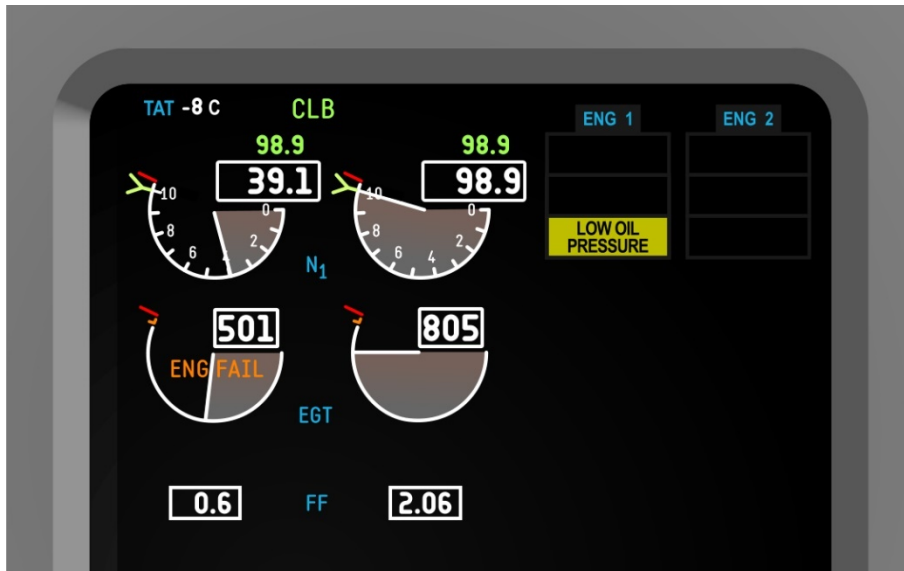 TAT -8 C CLB
ENG 1 ENG 2
98.9 98.9
39.1 98.9
10 8 6 4 2 0
10 8 6 4 2 0
LOW OIL
PRESSURE
N1
501 805
ENG FAIL
EGT
0.6 FF 2.06